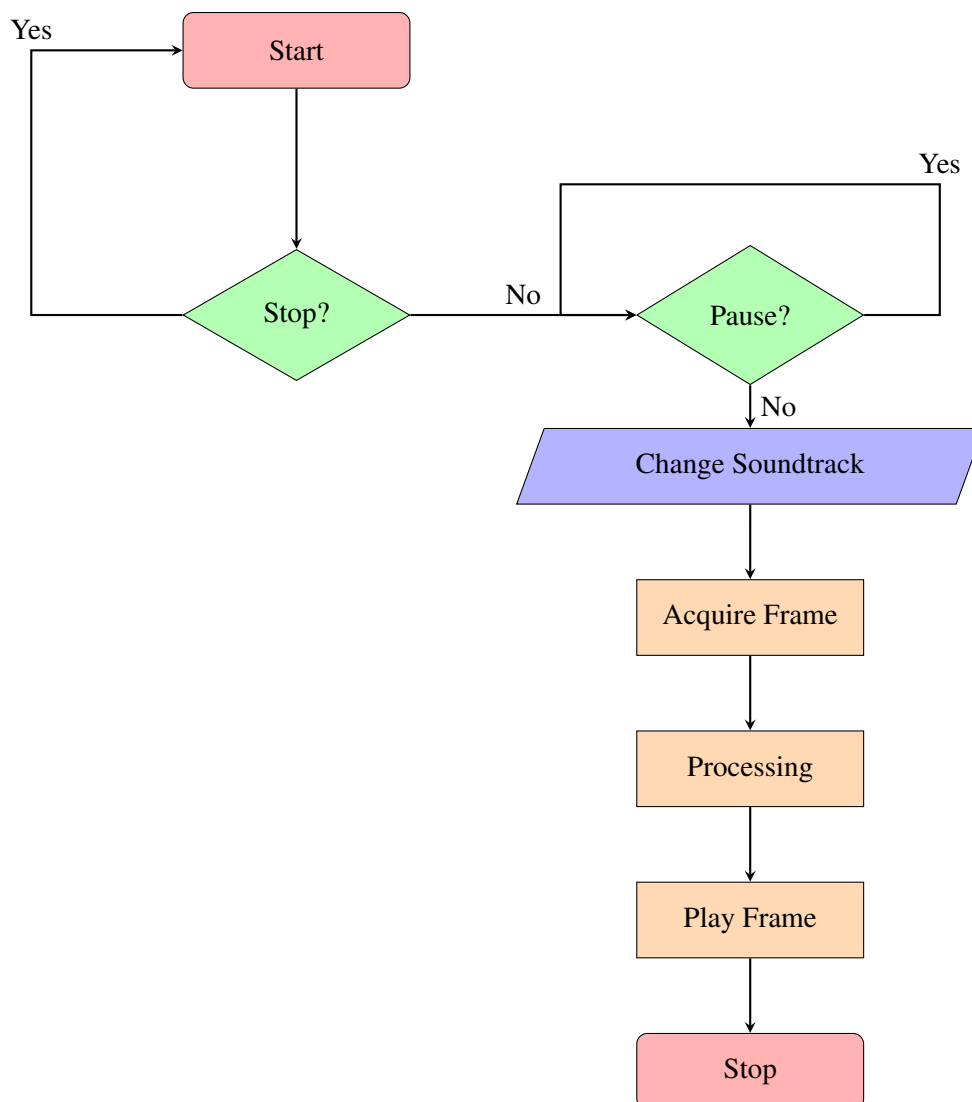 Yes
Start
Yes
Stop?
No
Pause?
No
Change Soundtrack
Acquire Frame
Processing
Play Frame
Stop